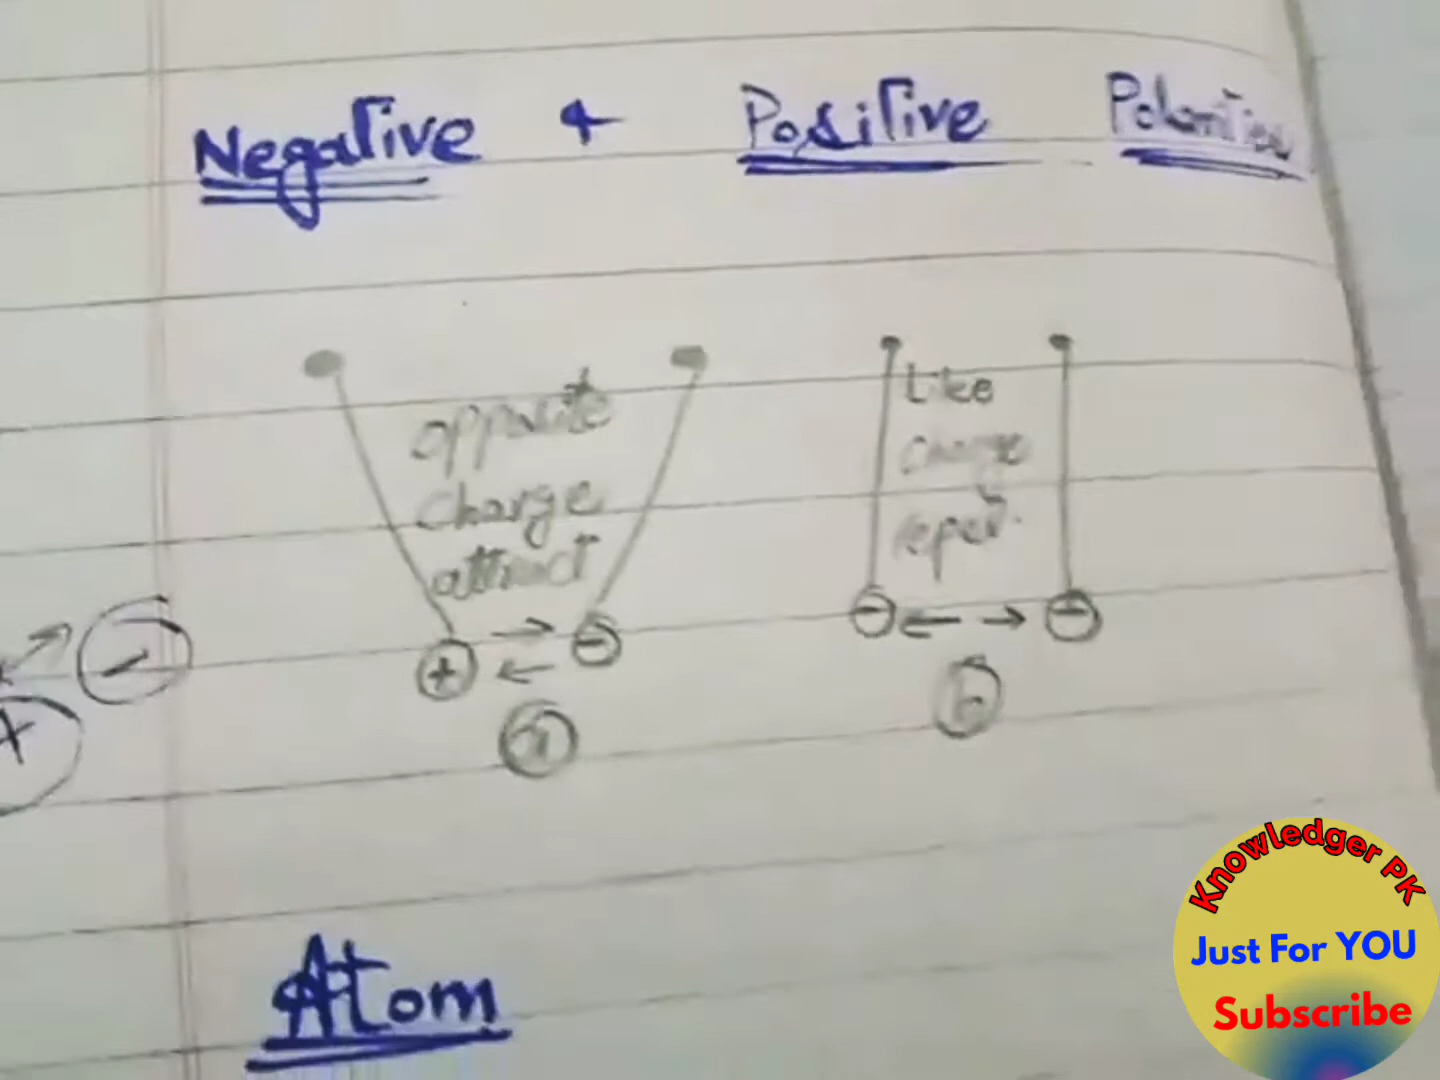 Negative & Positive Polarities
opposite
charge
attract
+ → -
←
a
Like
charge
repel.
- ← → -
b
-
+
Atom
Knowledger PK
Just For YOU
Subscribe